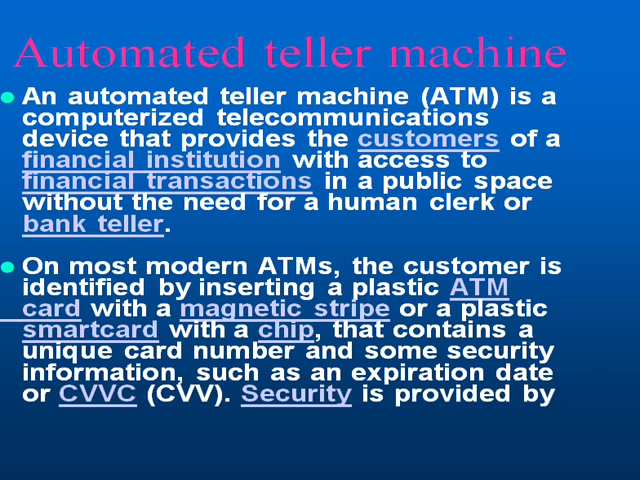 Automated teller machine
An automated teller machine (ATM) is a
computerized telecommunications
device that provides the customers of a
financial institution with access to
financial transactions in a public space
without the need for a human clerk or
bank teller.
On most modern ATMs, the customer is
identified by inserting a plastic ATM
card with a magnetic stripe or a plastic
smartcard with a chip, that contains a
unique card number and some security
information, such as an expiration date
or CVVC (CVV). Security is provided by